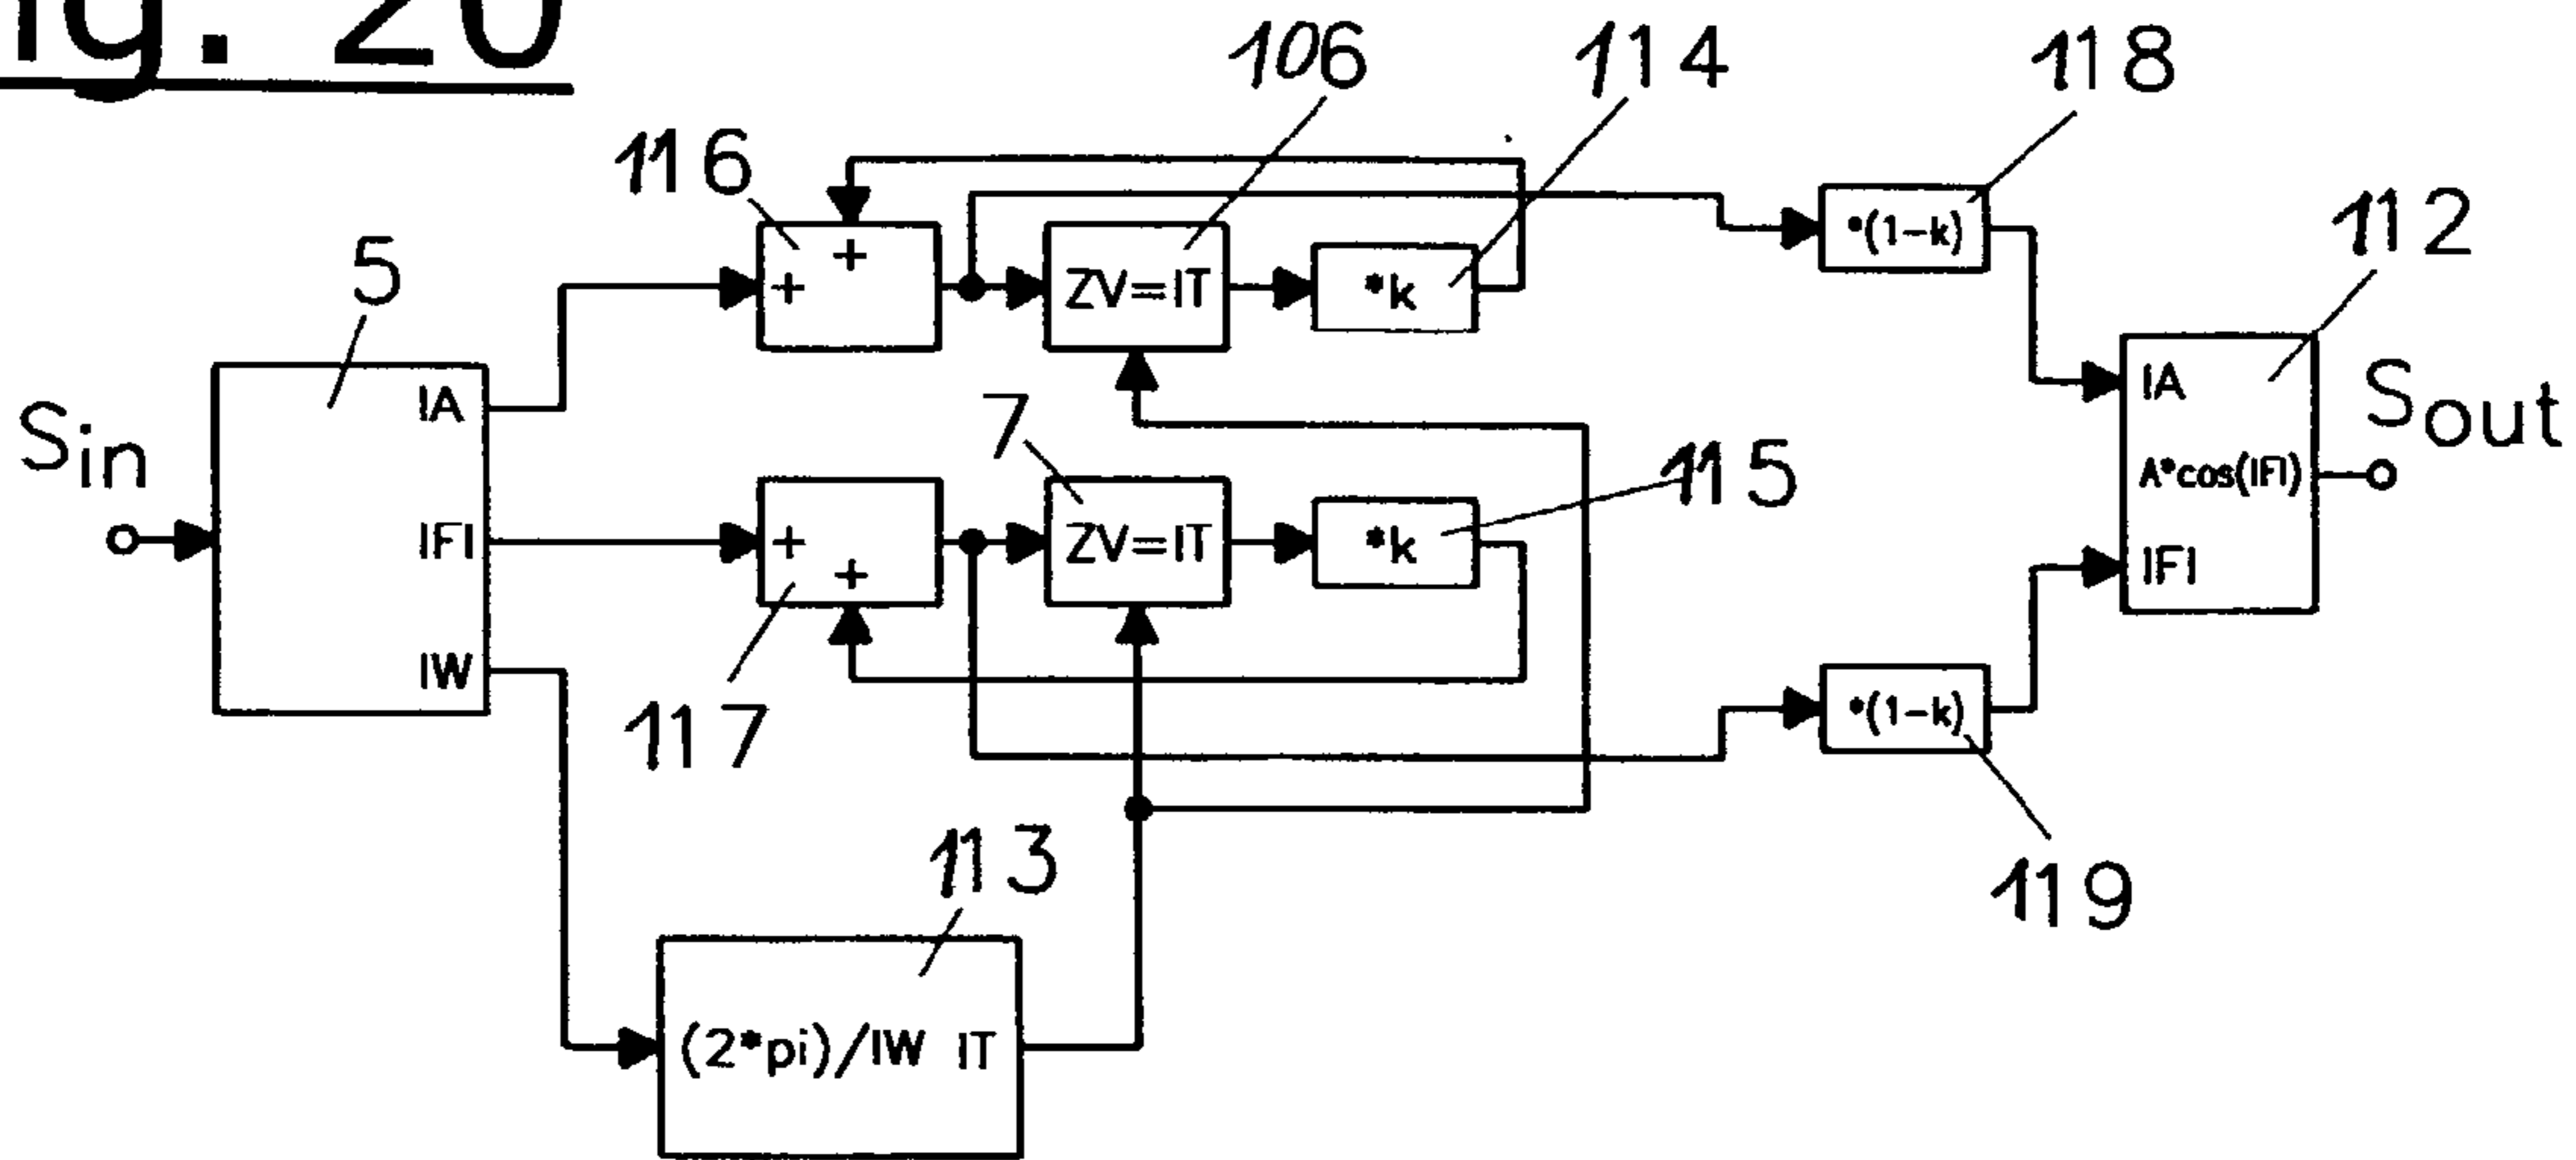 ig. 20
106
114
118
116
*(1-k)
112
+
5
+
ZV=IT
*k
IA
IA
Sin
7
115
Sout
A*cos(IFI)
IFI
+
ZV=IT
*k
IFI
+
IW
117
*(1-k)
113
119
(2*pi)/IW IT